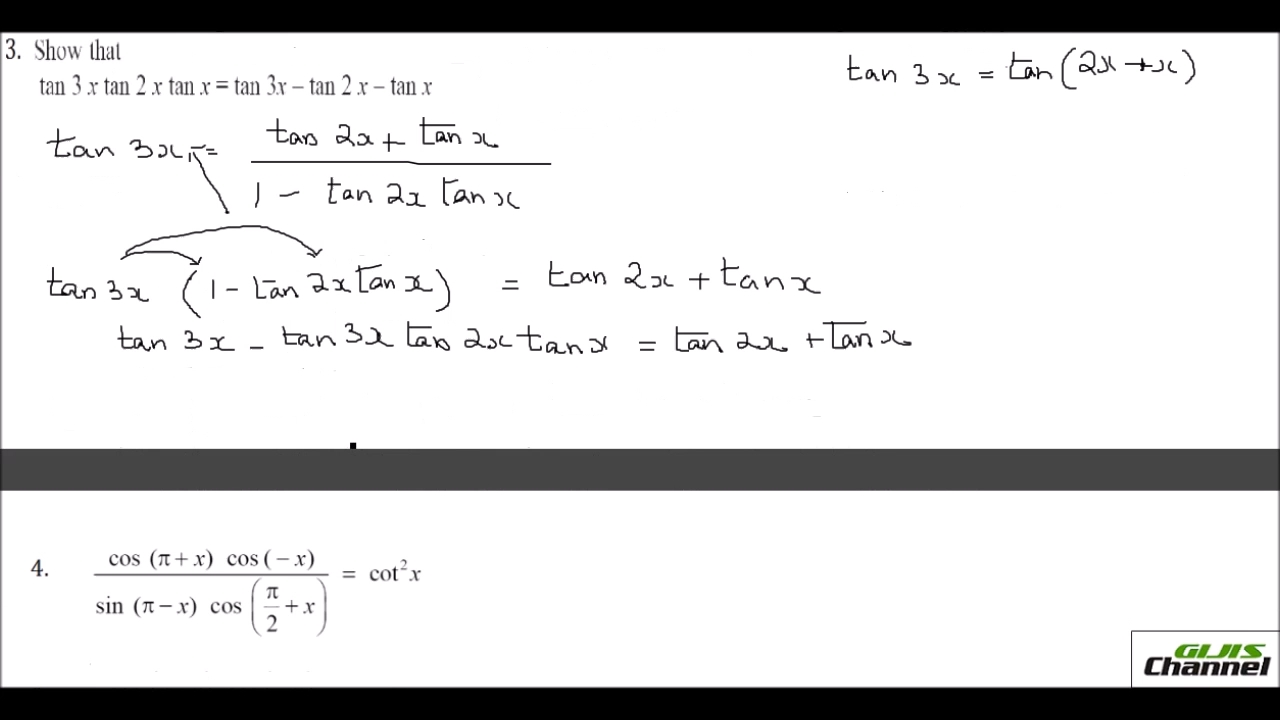 3. Show that
tan 3 x tan 2 x tan x = tan 3x – tan 2 x – tan x
tan 3x = tan (2x + x)
tan 3x = (tan 2x + tan x) / (1 - tan 2x tan x)
tan 3x (1 - tan 2x tan x) = tan 2x + tan x
tan 3x - tan 3x tan 2x tan x = tan 2x + tan x
4. cos (π + x) cos (– x) / sin (π – x) cos (π/2 + x) = cot²x
GIJIS
Channel